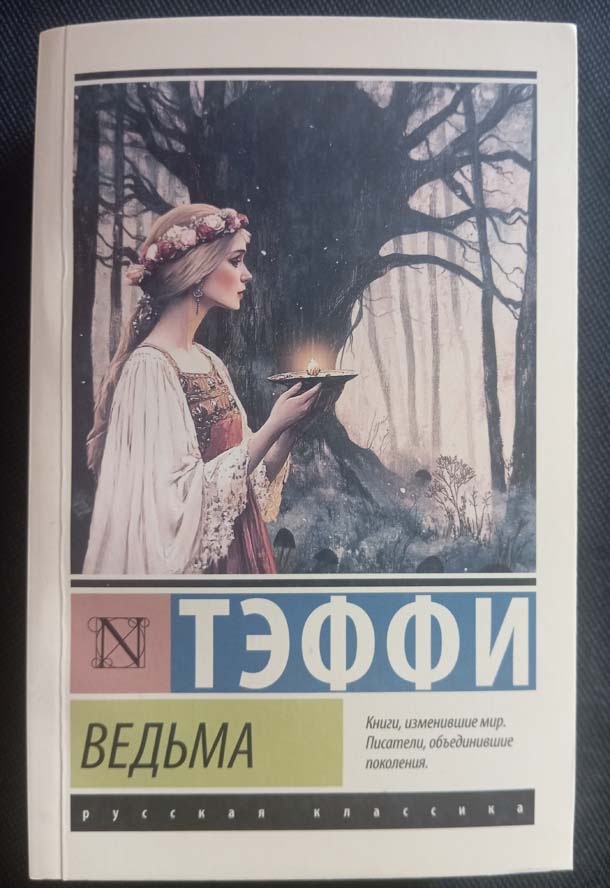 N
ТЭФФИ
ВЕДЬМА
Книги, изменившие мир.
Писатели, объединившие
поколения.
русская классика